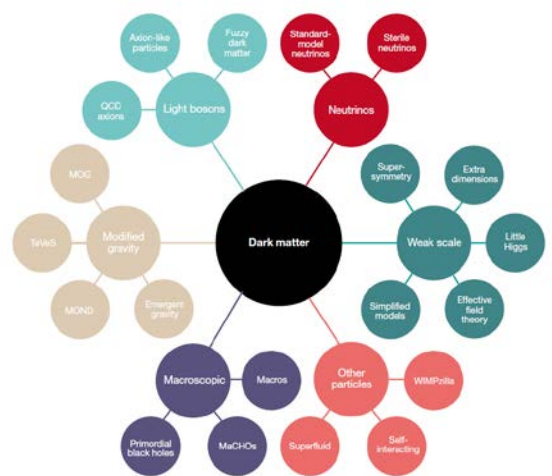 Axion-like
particles
Fuzzy
dark
matter
QCD
axions
Light bosons
Standard-
model
neutrinos
Sterile
neutrinos
Neutrinos
MOG
TeVeS
Modified
gravity
MOND
Emergent
gravity
Dark matter
Super-
symmetry
Extra
dimensions
Weak scale
Little
Higgs
Simplified
models
Effective
field
theory
Macroscopic
Macros
Primordial
black holes
MaCHOs
Other
particles
WIMPzilla
Superfluid
Self-
interacting